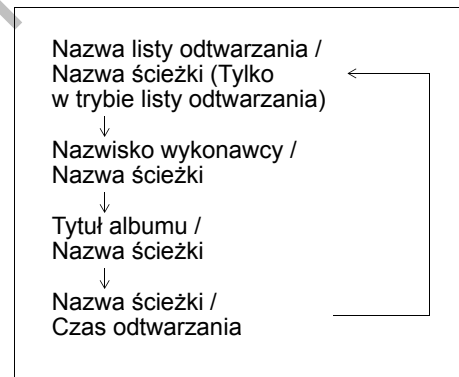 Nazwa listy odtwarzania /
Nazwa ścieżki (Tylko
w trybie listy odtwarzania)
Nazwisko wykonawcy /
Nazwa ścieżki
Tytuł albumu /
Nazwa ścieżki
Nazwa ścieżki /
Czas odtwarzania